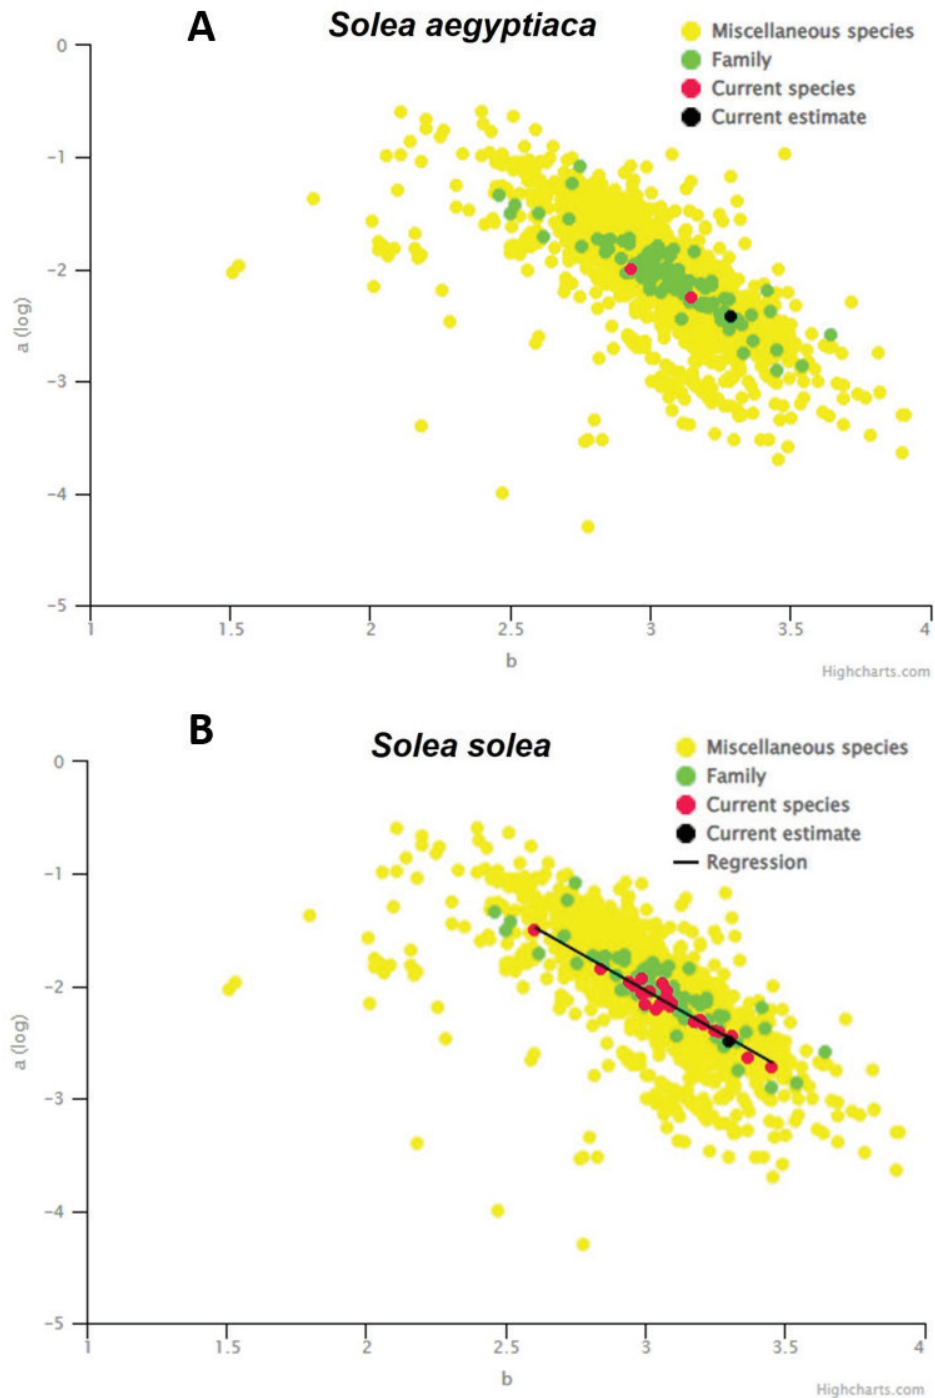 A
Solea aegyptiaca
Miscellaneous species
Family
Current species
Current estimate
0
−1
−2
−3
−4
−5
a (log)
1
1.5
2
2.5
3
3.5
4
b
Highcharts.com
B
Solea solea
Miscellaneous species
Family
Current species
Current estimate
Regression
0
−1
−2
−3
−4
−5
a (log)
1
1.5
2
2.5
3
3.5
4
b
Highcharts.com